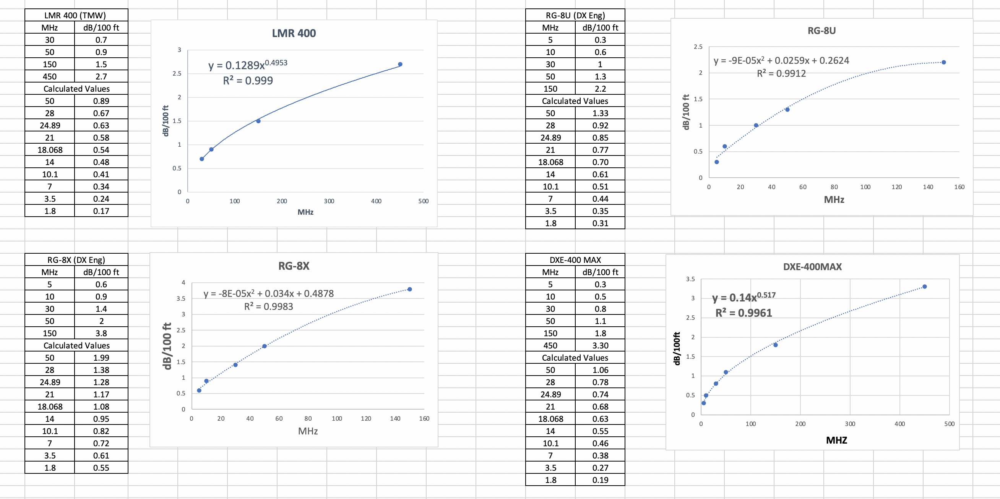 LMR 400 (TMW)
MHz dB/100 ft
30 0.7
50 0.9
150 1.5
450 2.7
Calculated Values
50 0.89
28 0.67
24.89 0.63
21 0.58
18.068 0.54
14 0.48
10.1 0.41
7 0.34
3.5 0.24
1.8 0.17
LMR 400
y = 0.1289x^0.4953
R² = 0.999
3
2.5
2
1.5
1
0.5
0
dB/100 ft
0 100 200 300 400 500
MHz
RG-8U (DX Eng)
MHz dB/100 ft
5 0.3
10 0.6
30 1
50 1.3
150 2.2
Calculated Values
50 1.33
28 0.92
24.89 0.85
21 0.77
18.068 0.70
14 0.61
10.1 0.51
7 0.44
3.5 0.35
1.8 0.31
RG-8U
y = -9E-05x² + 0.0259x + 0.2624
R² = 0.9912
2.5
2
1.5
1
0.5
0
dB/100 ft
0 20 40 60 80 100 120 140 160
MHz
RG-8X (DX Eng)
MHz dB/100 ft
5 0.6
10 0.9
30 1.4
50 2
150 3.8
Calculated Values
50 1.99
28 1.38
24.89 1.28
21 1.17
18.068 1.08
14 0.95
10.1 0.82
7 0.72
3.5 0.61
1.8 0.55
RG-8X
y = -8E-05x² + 0.034x + 0.4878
R² = 0.9983
4
3.5
3
2.5
2
1.5
1
0.5
0
dB/100 ft
0 20 40 60 80 100 120 140 160
MHz
DXE-400 MAX
MHz dB/100 ft
5 0.3
10 0.5
30 0.8
50 1.1
150 1.8
450 3.30
Calculated Values
50 1.06
28 0.78
24.89 0.74
21 0.68
18.068 0.63
14 0.55
10.1 0.46
7 0.38
3.5 0.27
1.8 0.19
DXE-400MAX
y = 0.14x^0.517
R² = 0.9961
3.5
3
2.5
2
1.5
1
0.5
0
dB/100ft
0 100 200 300 400 500
MHZ